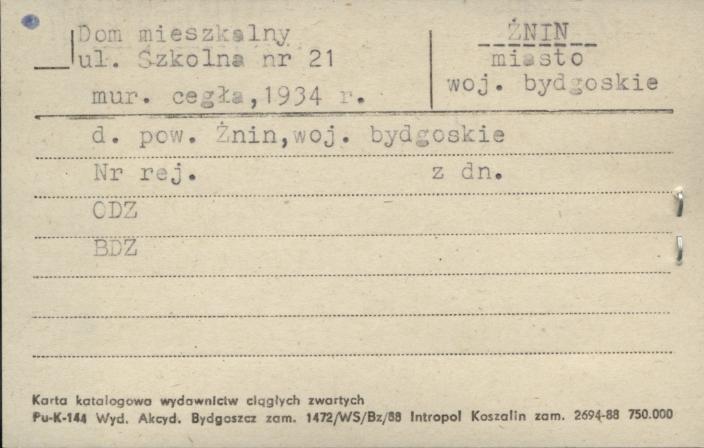 Dom mieszkalny
ul. Szkolna nr 21
mur. cegła,1934 r.
ŻNIN
miasto
woj. bydgoskie
d. pow. Żnin,woj. bydgoskie
Nr rej. z dn.
ODZ
BDZ
Karta katalogowa wydawnictw ciągłych zwartych
Pu-K-144 Wyd. Akcyd. Bydgoszcz zam. 1472/WS/Bz/88 Intropol Koszalin zam. 2694-88 750.000